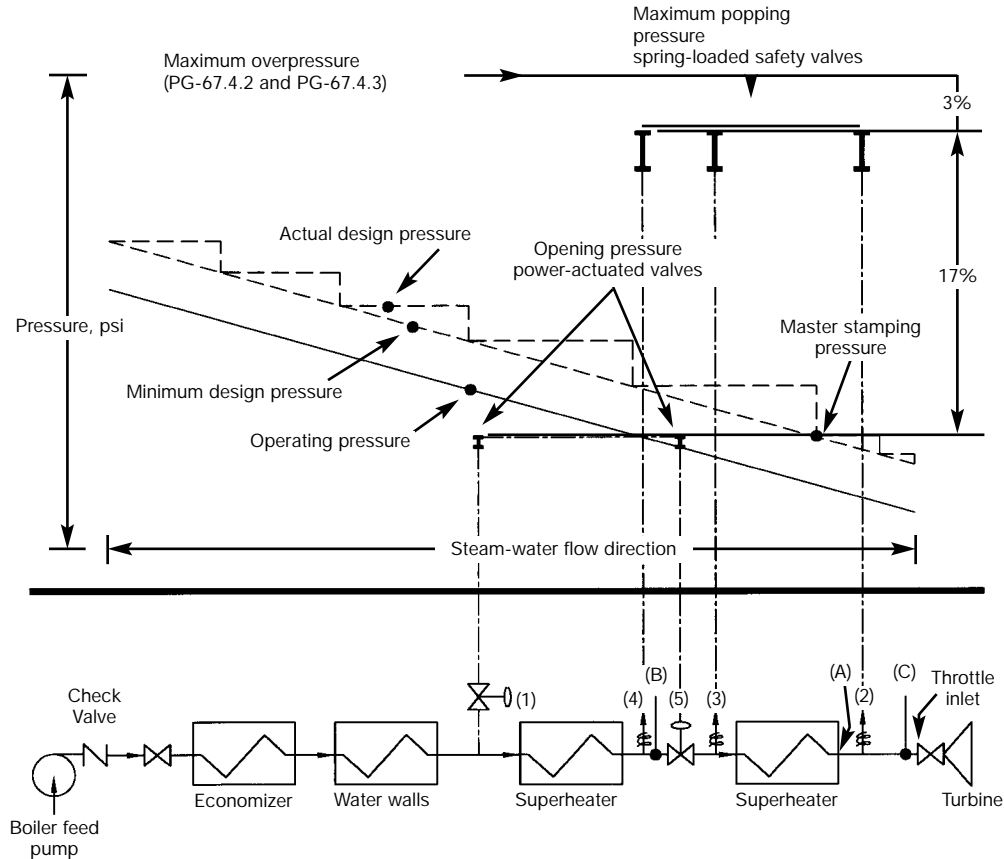 Maximum popping
pressure
spring-loaded safety valves
Maximum overpressure
(PG-67.4.2 and PG-67.4.3)
3%
Actual design pressure
Opening pressure
power-actuated valves
17%
Pressure, psi
Master stamping
pressure
Minimum design pressure
Operating pressure
Steam-water flow direction
Check
Valve
(1)
(4)
(B)
(5)
(3)
(A)
(2)
(C)
Throttle
inlet
Economizer
Water walls
Superheater
Superheater
Turbine
Boiler feed
pump